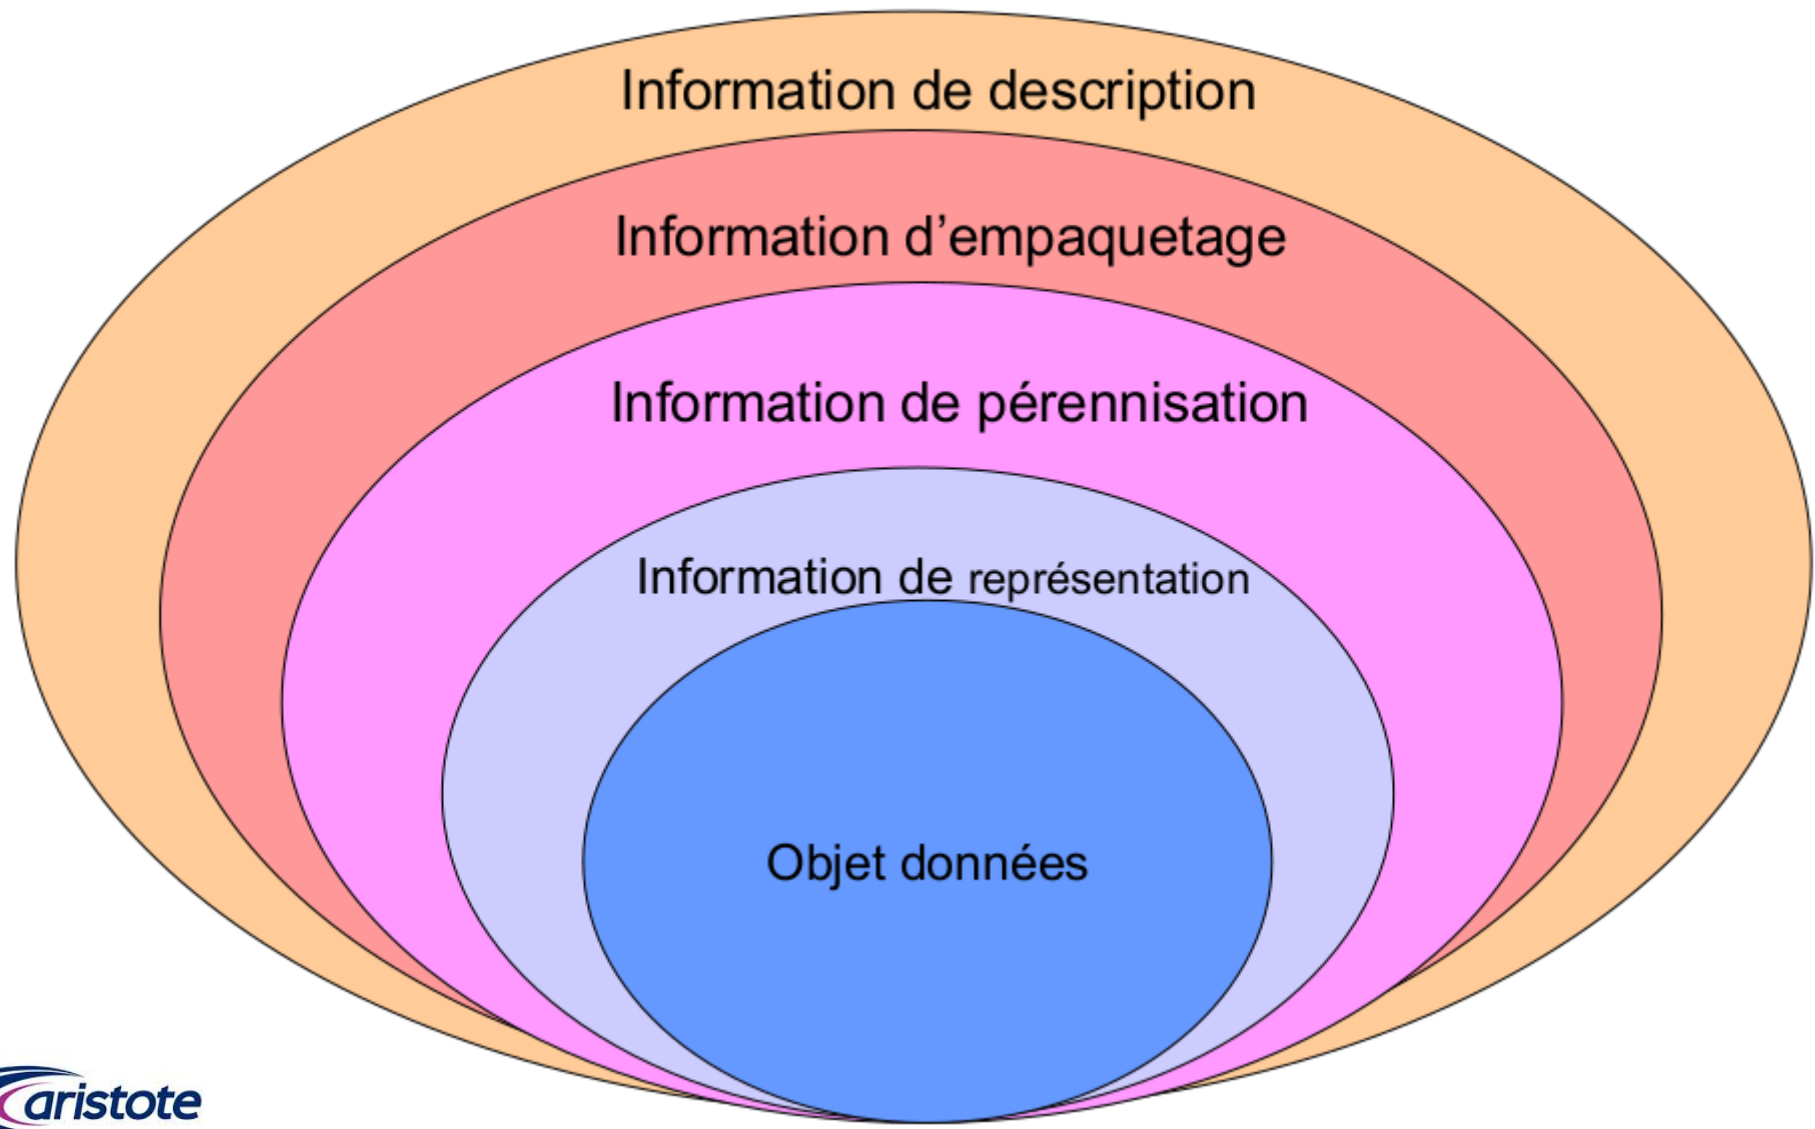 Information de description
Information d’empaquetage
Information de pérennisation
Information de représentation
Objet données
aristote